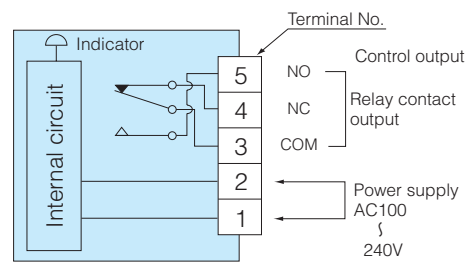 Terminal No.
Indicator
Control output
5 NO
4 NC
3 COM
Relay contact
output
Internal circuit
2
1
Power supply
AC100
∫
240V